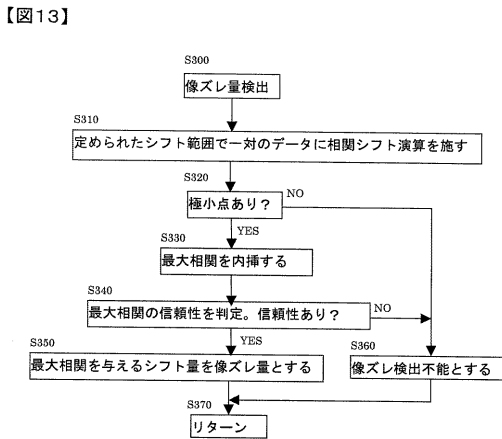 【図13】
S300
像ズレ量検出
S310
定められたシフト範囲で一対のデータに相関シフト演算を施す
S320
極小点あり？
NO
YES
S330
最大相関を内挿する
S340
最大相関の信頼性を判定。信頼性あり？
NO
YES
S350
最大相関を与えるシフト量を像ズレ量とする
S360
像ズレ検出不能とする
S370
リターン